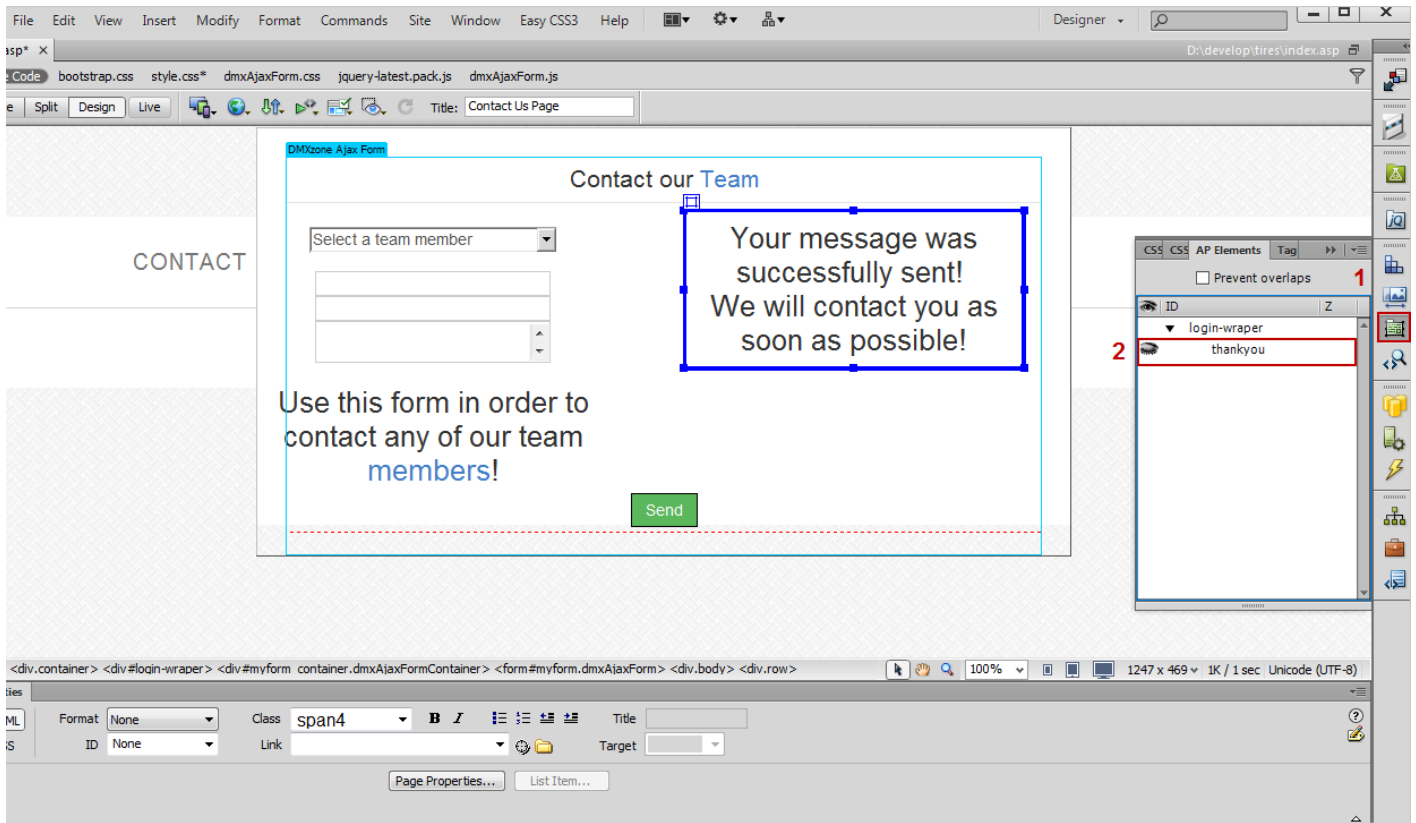 File Edit View Insert Modify Format Commands Site Window Easy CSS3 Help Designer
asp* × D:\develop\tires\index.asp
e Code bootstrap.css style.css* dmxAjaxForm.css jquery-latest.pack.js dmxAjaxForm.js
e Split Design Live Title: Contact Us Page
DMXzone Ajax Form
Contact our Team
Select a team member
CONTACT
Your message was
successfully sent!
We will contact you as
soon as possible!
Use this form in order to
contact any of our team
members!
Send
CSS CSS AP Elements Tag
Prevent overlaps 1
ID Z
login-wraper
2 thankyou
jQ
<div.container> <div#login-wraper> <div#myform container.dmxAjaxFormContainer> <form#myform.dmxAjaxForm> <div.body> <div.row> 100% 1247 x 469 1K / 1 sec Unicode (UTF-8)
ties
ML Format None Class span4 B I Title
SS ID None Link Target
Page Properties... List Item...